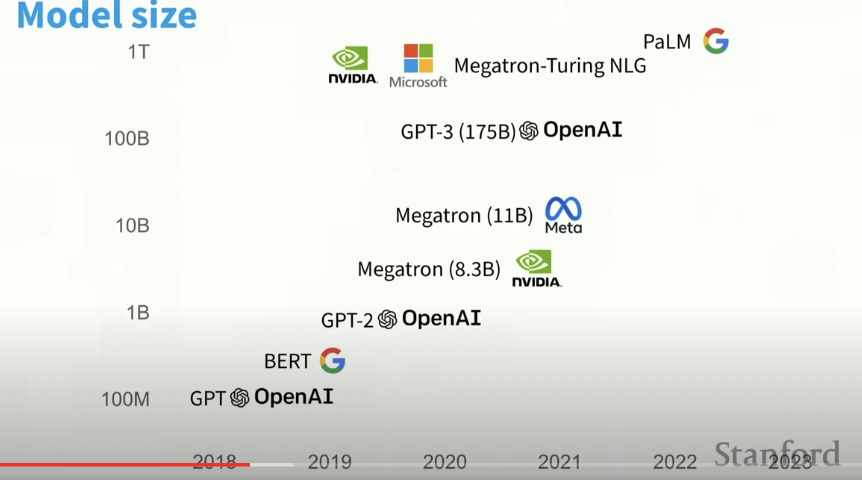 Model size
1T
NVIDIA.
Microsoft
Megatron-Turing NLG
PaLM
100B
GPT-3 (175B) OpenAI
10B
Megatron (11B)
Meta
Megatron (8.3B)
NVIDIA.
1B
GPT-2 OpenAI
BERT
100M
GPT OpenAI
2018 2019 2020 2021 2022 2023
Stanford